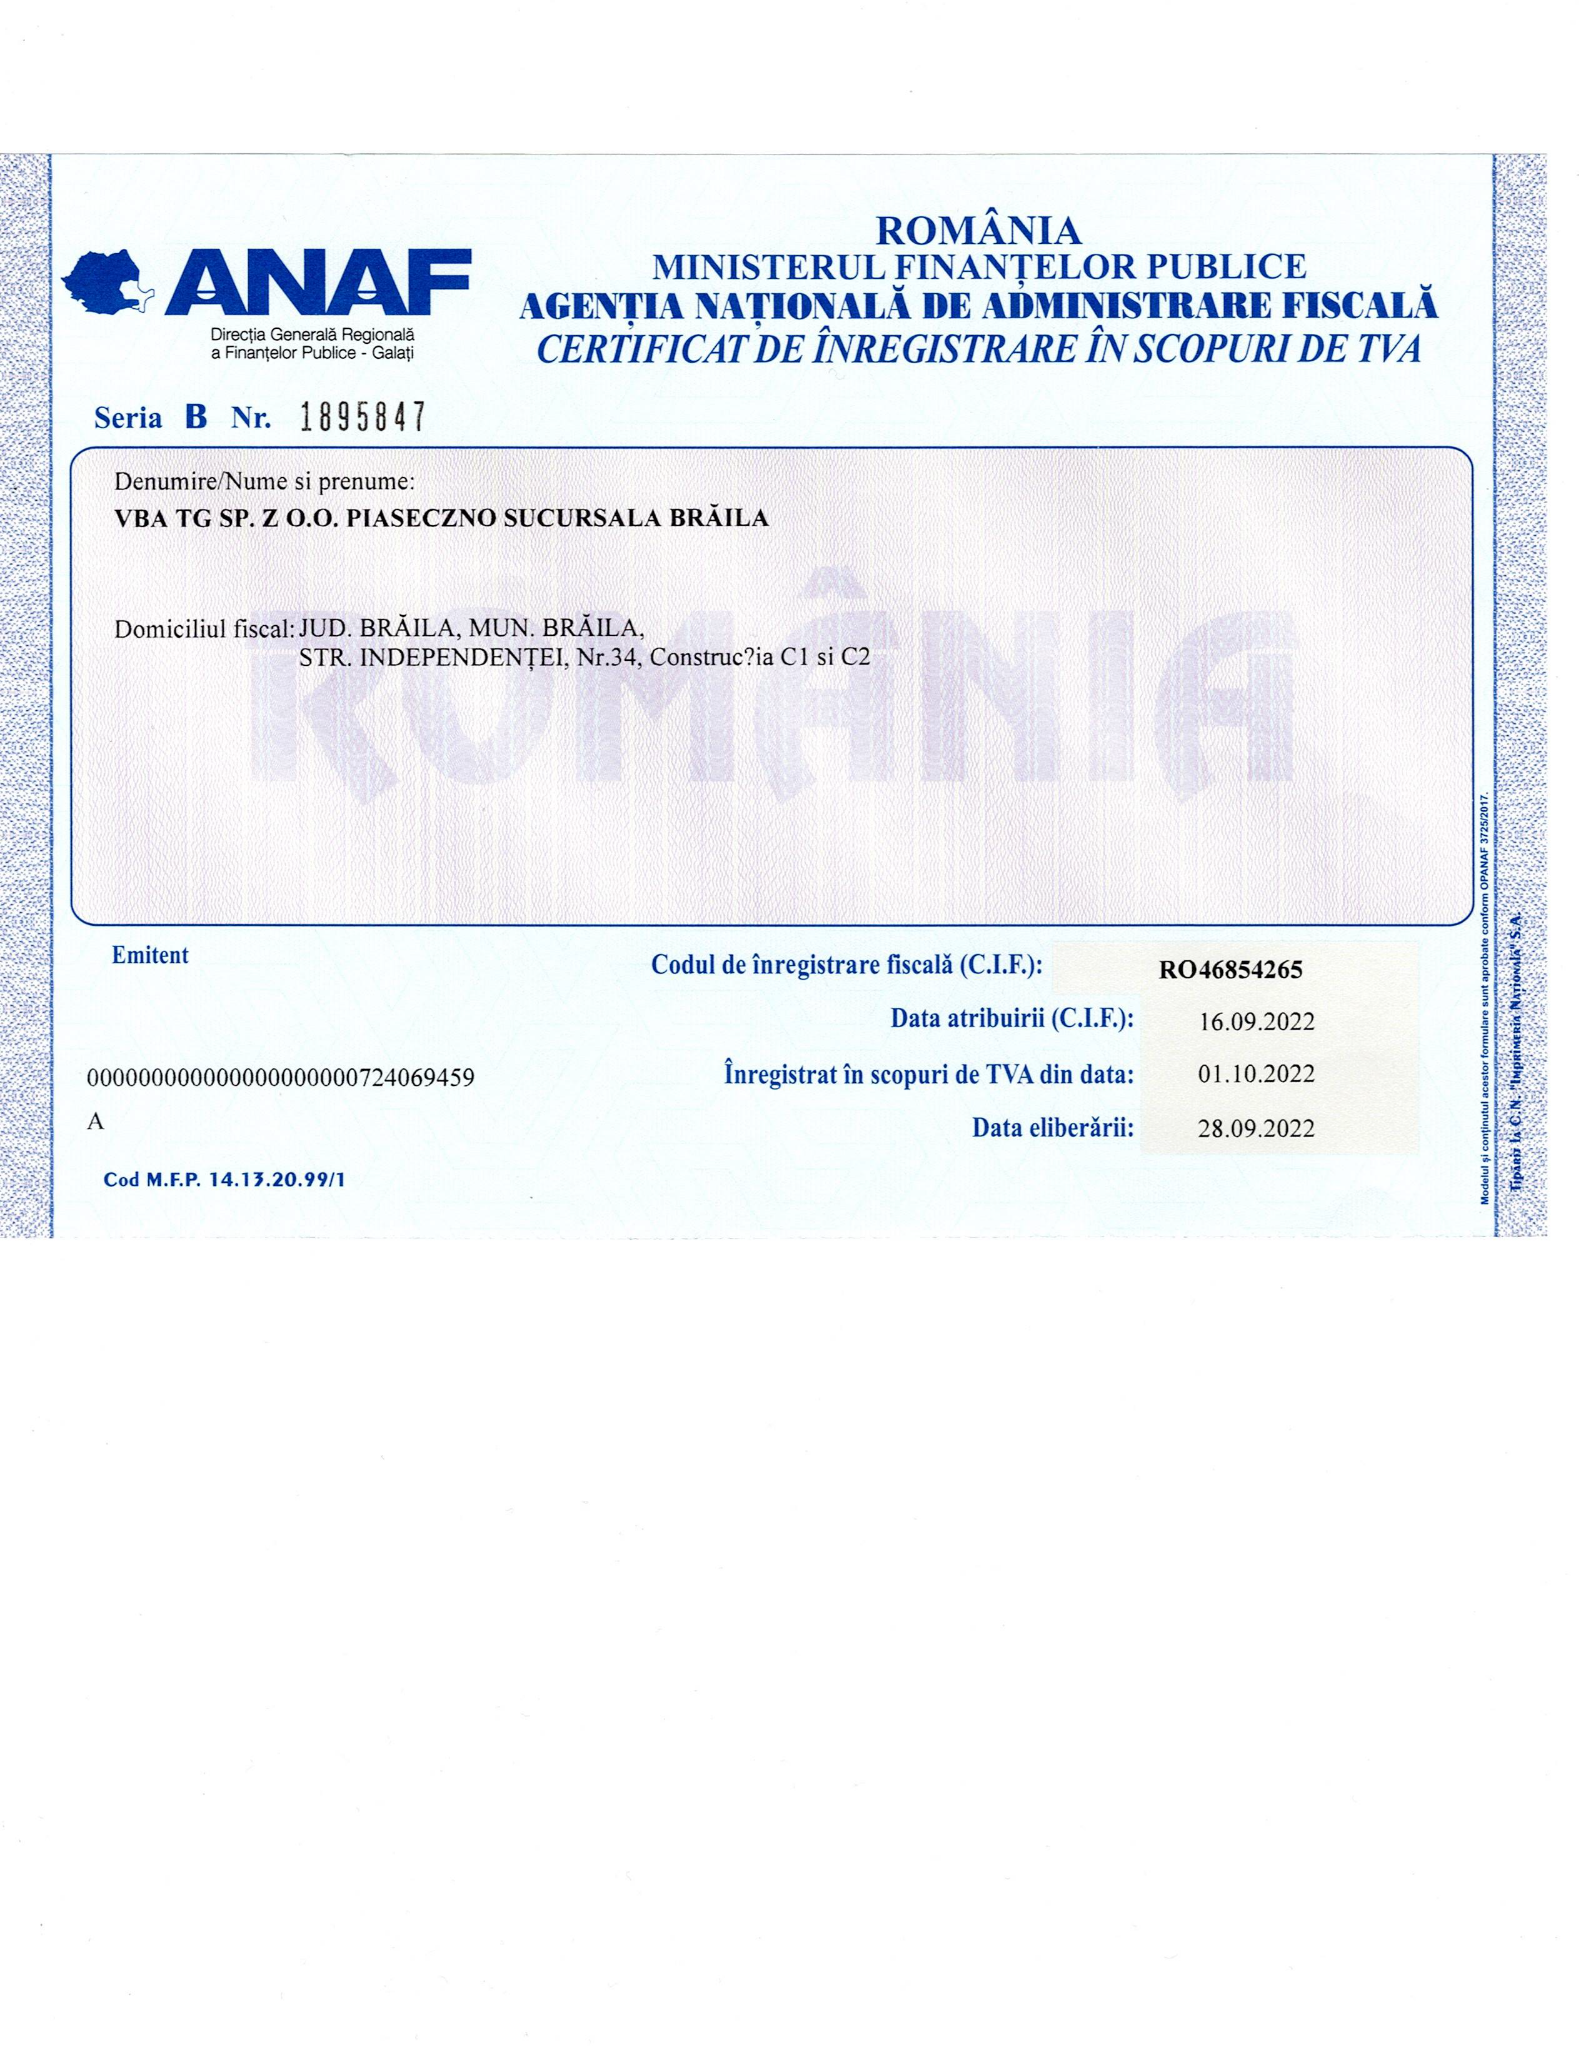 ROMÂNIA
MINISTERUL FINANȚELOR PUBLICE
AGENȚIA NAȚIONALĂ DE ADMINISTRARE FISCALĂ
CERTIFICAT DE ÎNREGISTRARE ÎN SCOPURI DE TVA
ANAF
Direcția Generală Regională
a Finanțelor Publice - Galați
Seria B Nr. 1895847
Denumire/Nume si prenume:
VBA TG SP. Z O.O. PIASECZNO SUCURSALA BRĂILA
Domiciliul fiscal: JUD. BRĂILA, MUN. BRĂILA,
STR. INDEPENDENȚEI, Nr.34, Construc?ia C1 si C2
ROMÂNIA
Emitent
Codul de înregistrare fiscală (C.I.F.): RO46854265
Data atribuirii (C.I.F.): 16.09.2022
Înregistrat în scopuri de TVA din data: 01.10.2022
Data eliberării: 28.09.2022
000000000000000000000724069459
A
Cod M.F.P. 14.13.20.99/1
Modelul și conținutul acestor formulare sunt aprobate conform OPANAF 3725/2017.
Tipărit la C.N. "Imprimeria Națională" S.A.